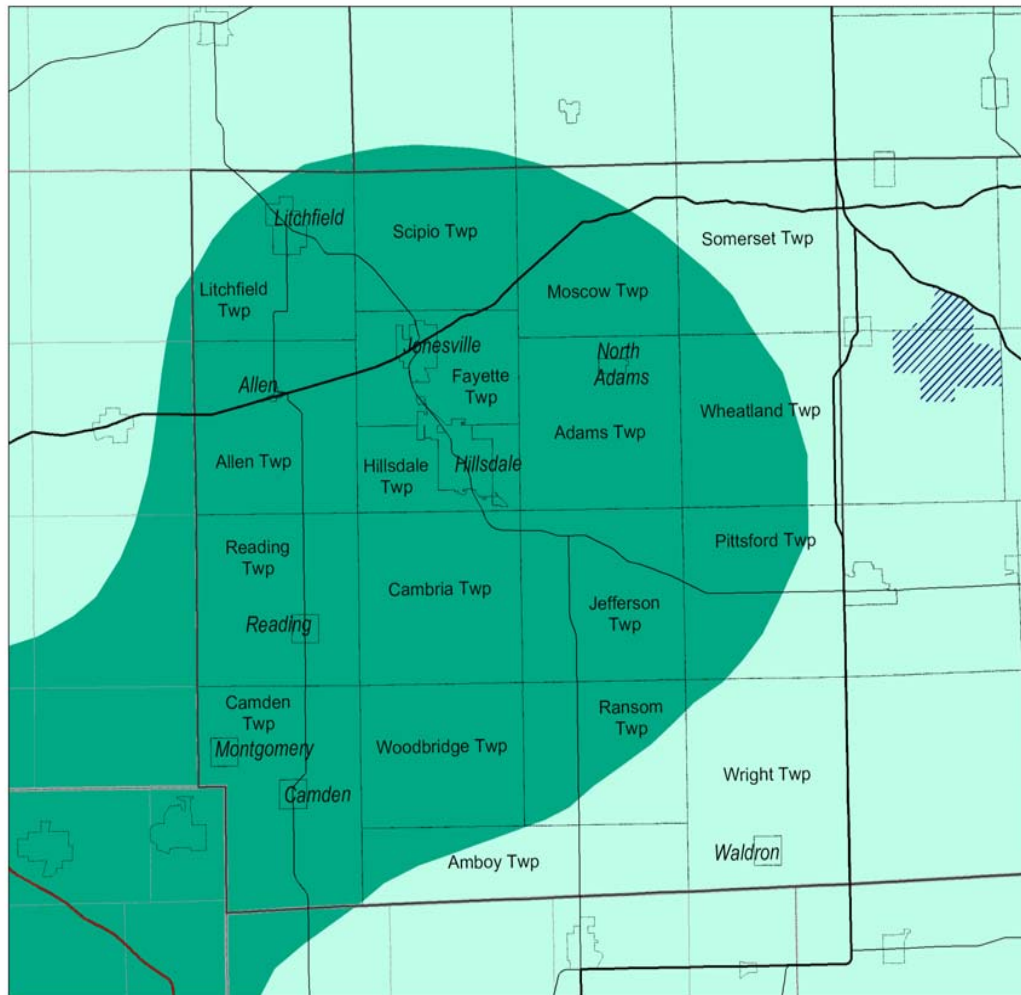 Litchfield
Scipio Twp
Somerset Twp
Litchfield
Twp
Moscow Twp
Jonesville
North
Adams
Allen
Fayette
Twp
Wheatland Twp
Adams Twp
Allen Twp
Hillsdale
Twp
Hillsdale
Reading
Twp
Pittsford Twp
Cambria Twp
Jefferson
Twp
Reading
Camden
Twp
Ransom
Twp
Montgomery
Woodbridge Twp
Wright Twp
Camden
Amboy Twp
Waldron